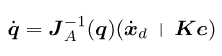 q̇ = J_A^{-1}(q)(ẋ_d + Ke)